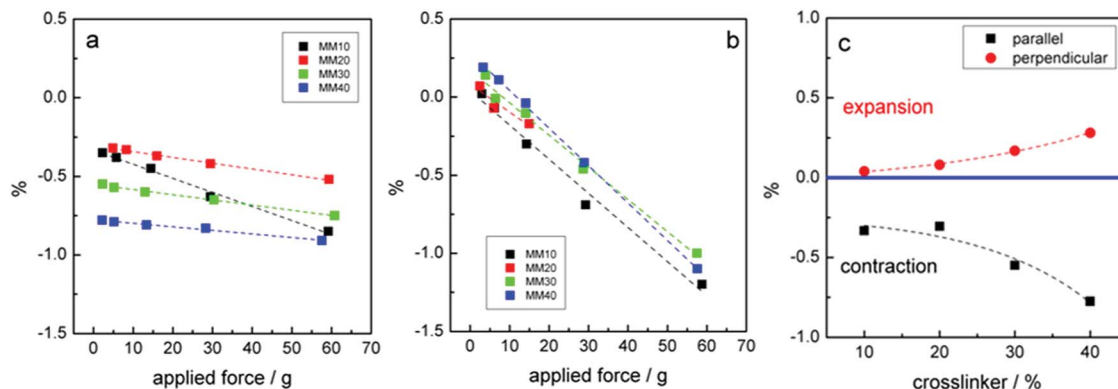 a
MM10
MM20
MM30
MM40
0.5
0.0
-0.5
-1.0
-1.5
%
0 10 20 30 40 50 60 70
applied force / g
b
MM10
MM20
MM30
MM40
0.5
0.0
-0.5
-1.0
-1.5
%
0 10 20 30 40 50 60 70
applied force / g
c
parallel
perpendicular
expansion
contraction
1.0
0.5
0.0
-0.5
-1.0
%
10 20 30 40
crosslinker / %